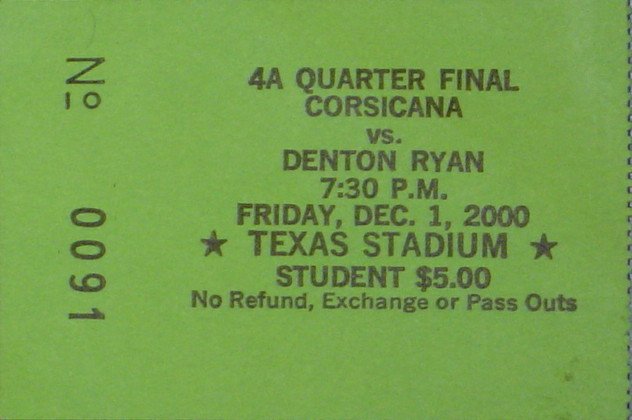 Nº 0091
4A QUARTER FINAL
CORSICANA
vs.
DENTON RYAN
7:30 P.M.
FRIDAY, DEC. 1, 2000
★ TEXAS STADIUM ★
STUDENT $5.00
No Refund, Exchange or Pass Outs